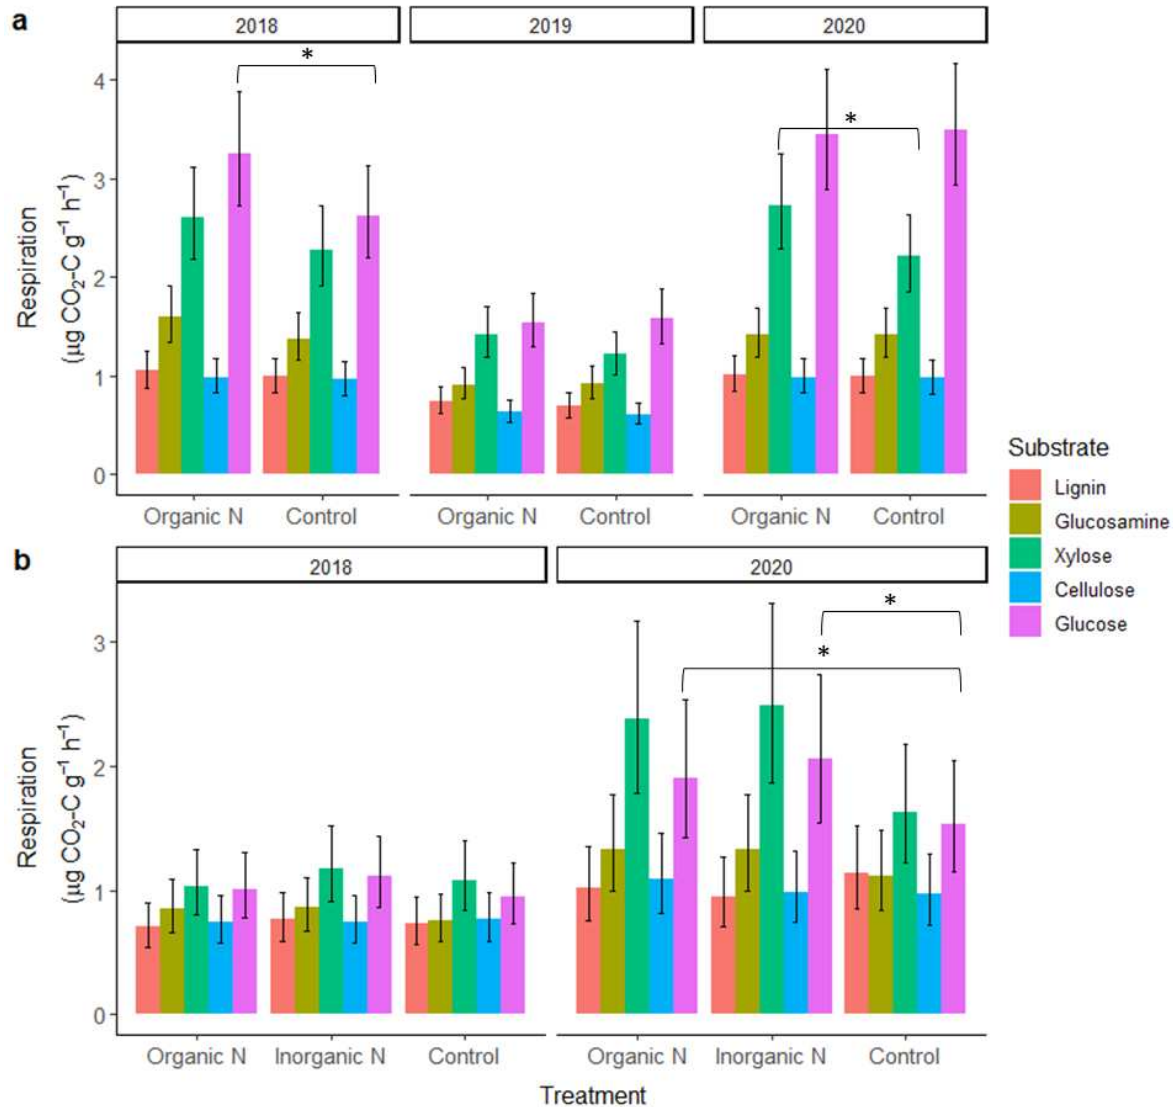 a
2018 2019 2020
*
*
4
3
2
1
0
Respiration
(µg CO₂-C g⁻¹ h⁻¹)
Organic N Control Organic N Control Organic N Control
Substrate
Lignin
Glucosamine
Xylose
Cellulose
Glucose
b
2018 2020
*
*
3
2
1
0
Respiration
(µg CO₂-C g⁻¹ h⁻¹)
Organic N Inorganic N Control Organic N Inorganic N Control
Treatment